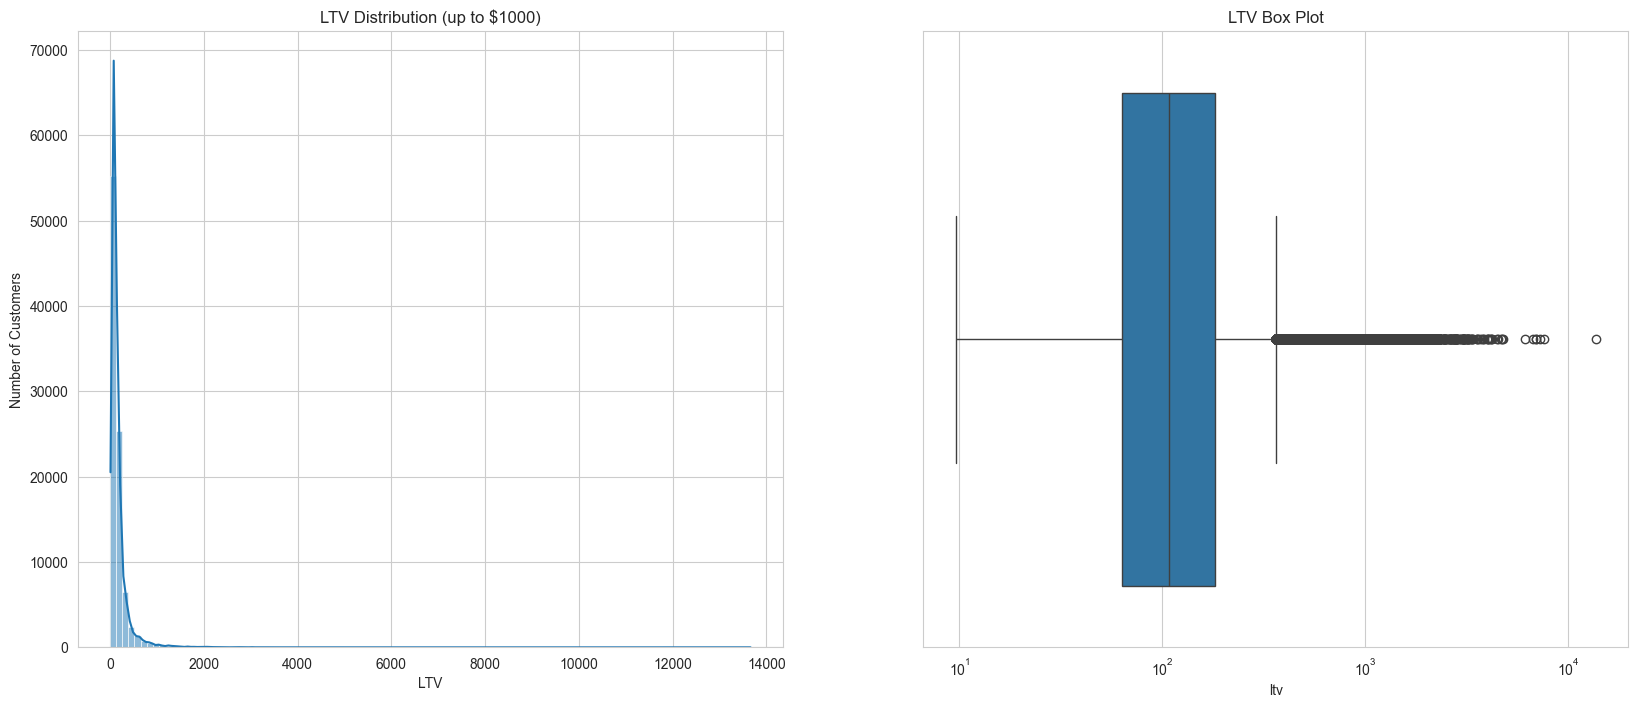 LTV Distribution (up to $1000)
70000
60000
50000
40000
30000
20000
10000
0
Number of Customers
0 2000 4000 6000 8000 10000 12000 14000
LTV
LTV Box Plot
10¹ 10² 10³ 10⁴
ltv